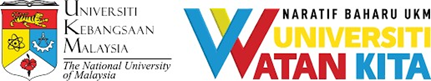 UNIVERSITI
KEBANGSAAN
MALAYSIA
The National University
of Malaysia
NARATIF BAHARU UKM
UNIVERSITI
WATAN KITA